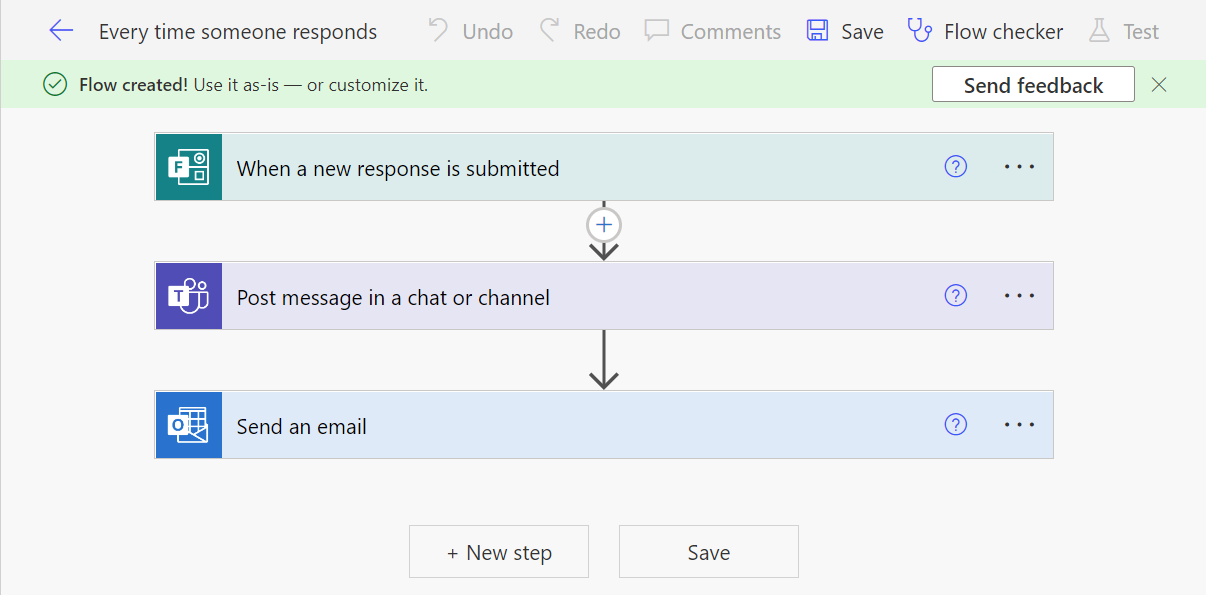 Every time someone responds Undo Redo Comments Save Flow checker Test
Flow created! Use it as-is — or customize it. Send feedback
F When a new response is submitted ?
T Post message in a chat or channel ?
O Send an email ?
+ New step Save